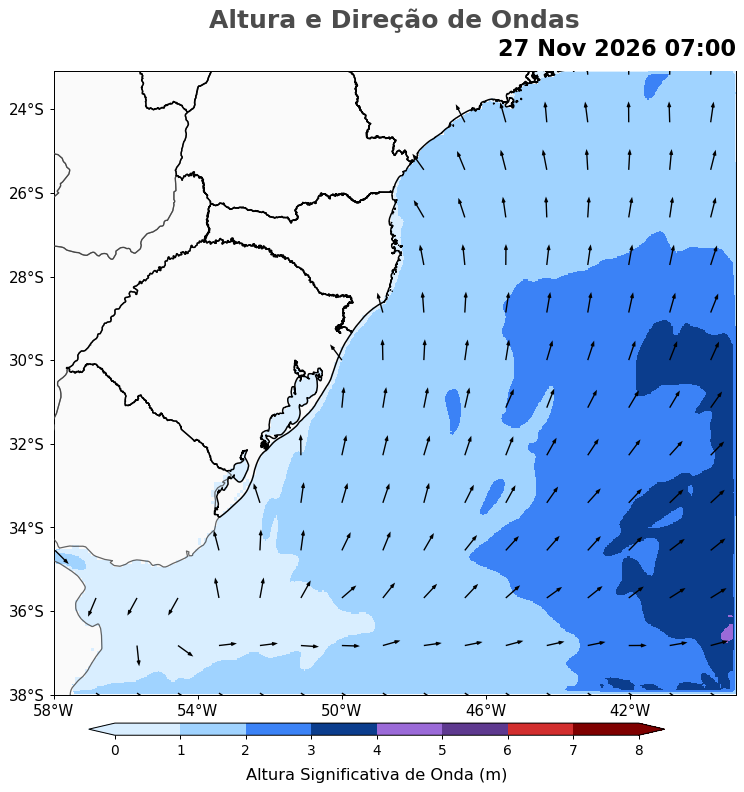 Altura e Direção de Ondas
27 Nov 2026 07:00
24°S
26°S
28°S
30°S
32°S
34°S
36°S
38°S
58°W 54°W 50°W 46°W 42°W
0 1 2 3 4 5 6 7 8
Altura Significativa de Onda (m)